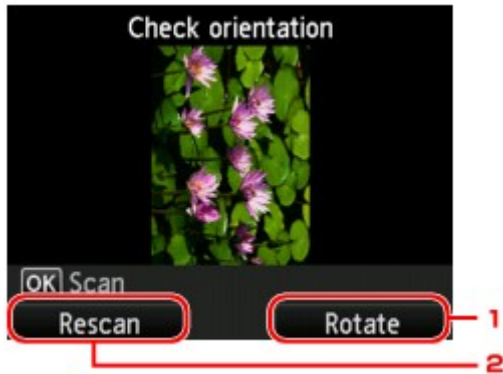 Check orientation
OK Scan
Rescan
Rotate
1
2